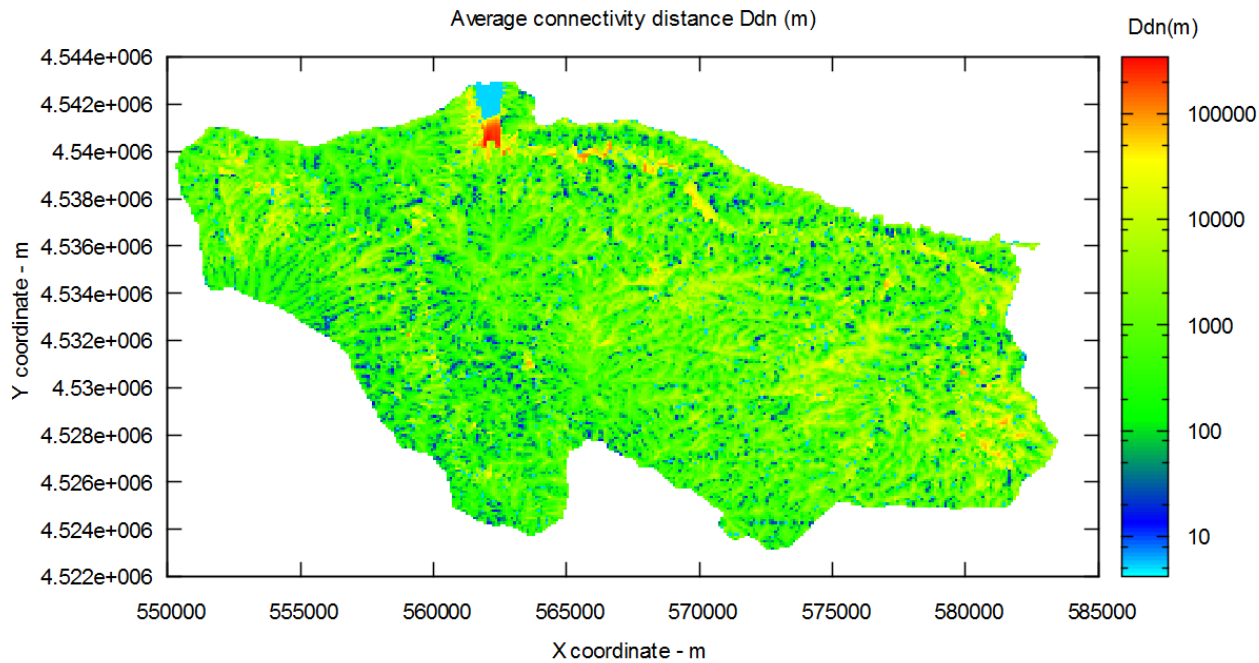 Average connectivity distance Ddn (m)
Ddn(m)
4.544e+006
4.542e+006
4.54e+006
4.538e+006
4.536e+006
4.534e+006
4.532e+006
4.53e+006
4.528e+006
4.526e+006
4.524e+006
4.522e+006
Y coordinate - m
550000 555000 560000 565000 570000 575000 580000 585000
X coordinate - m
100000
10000
1000
100
10